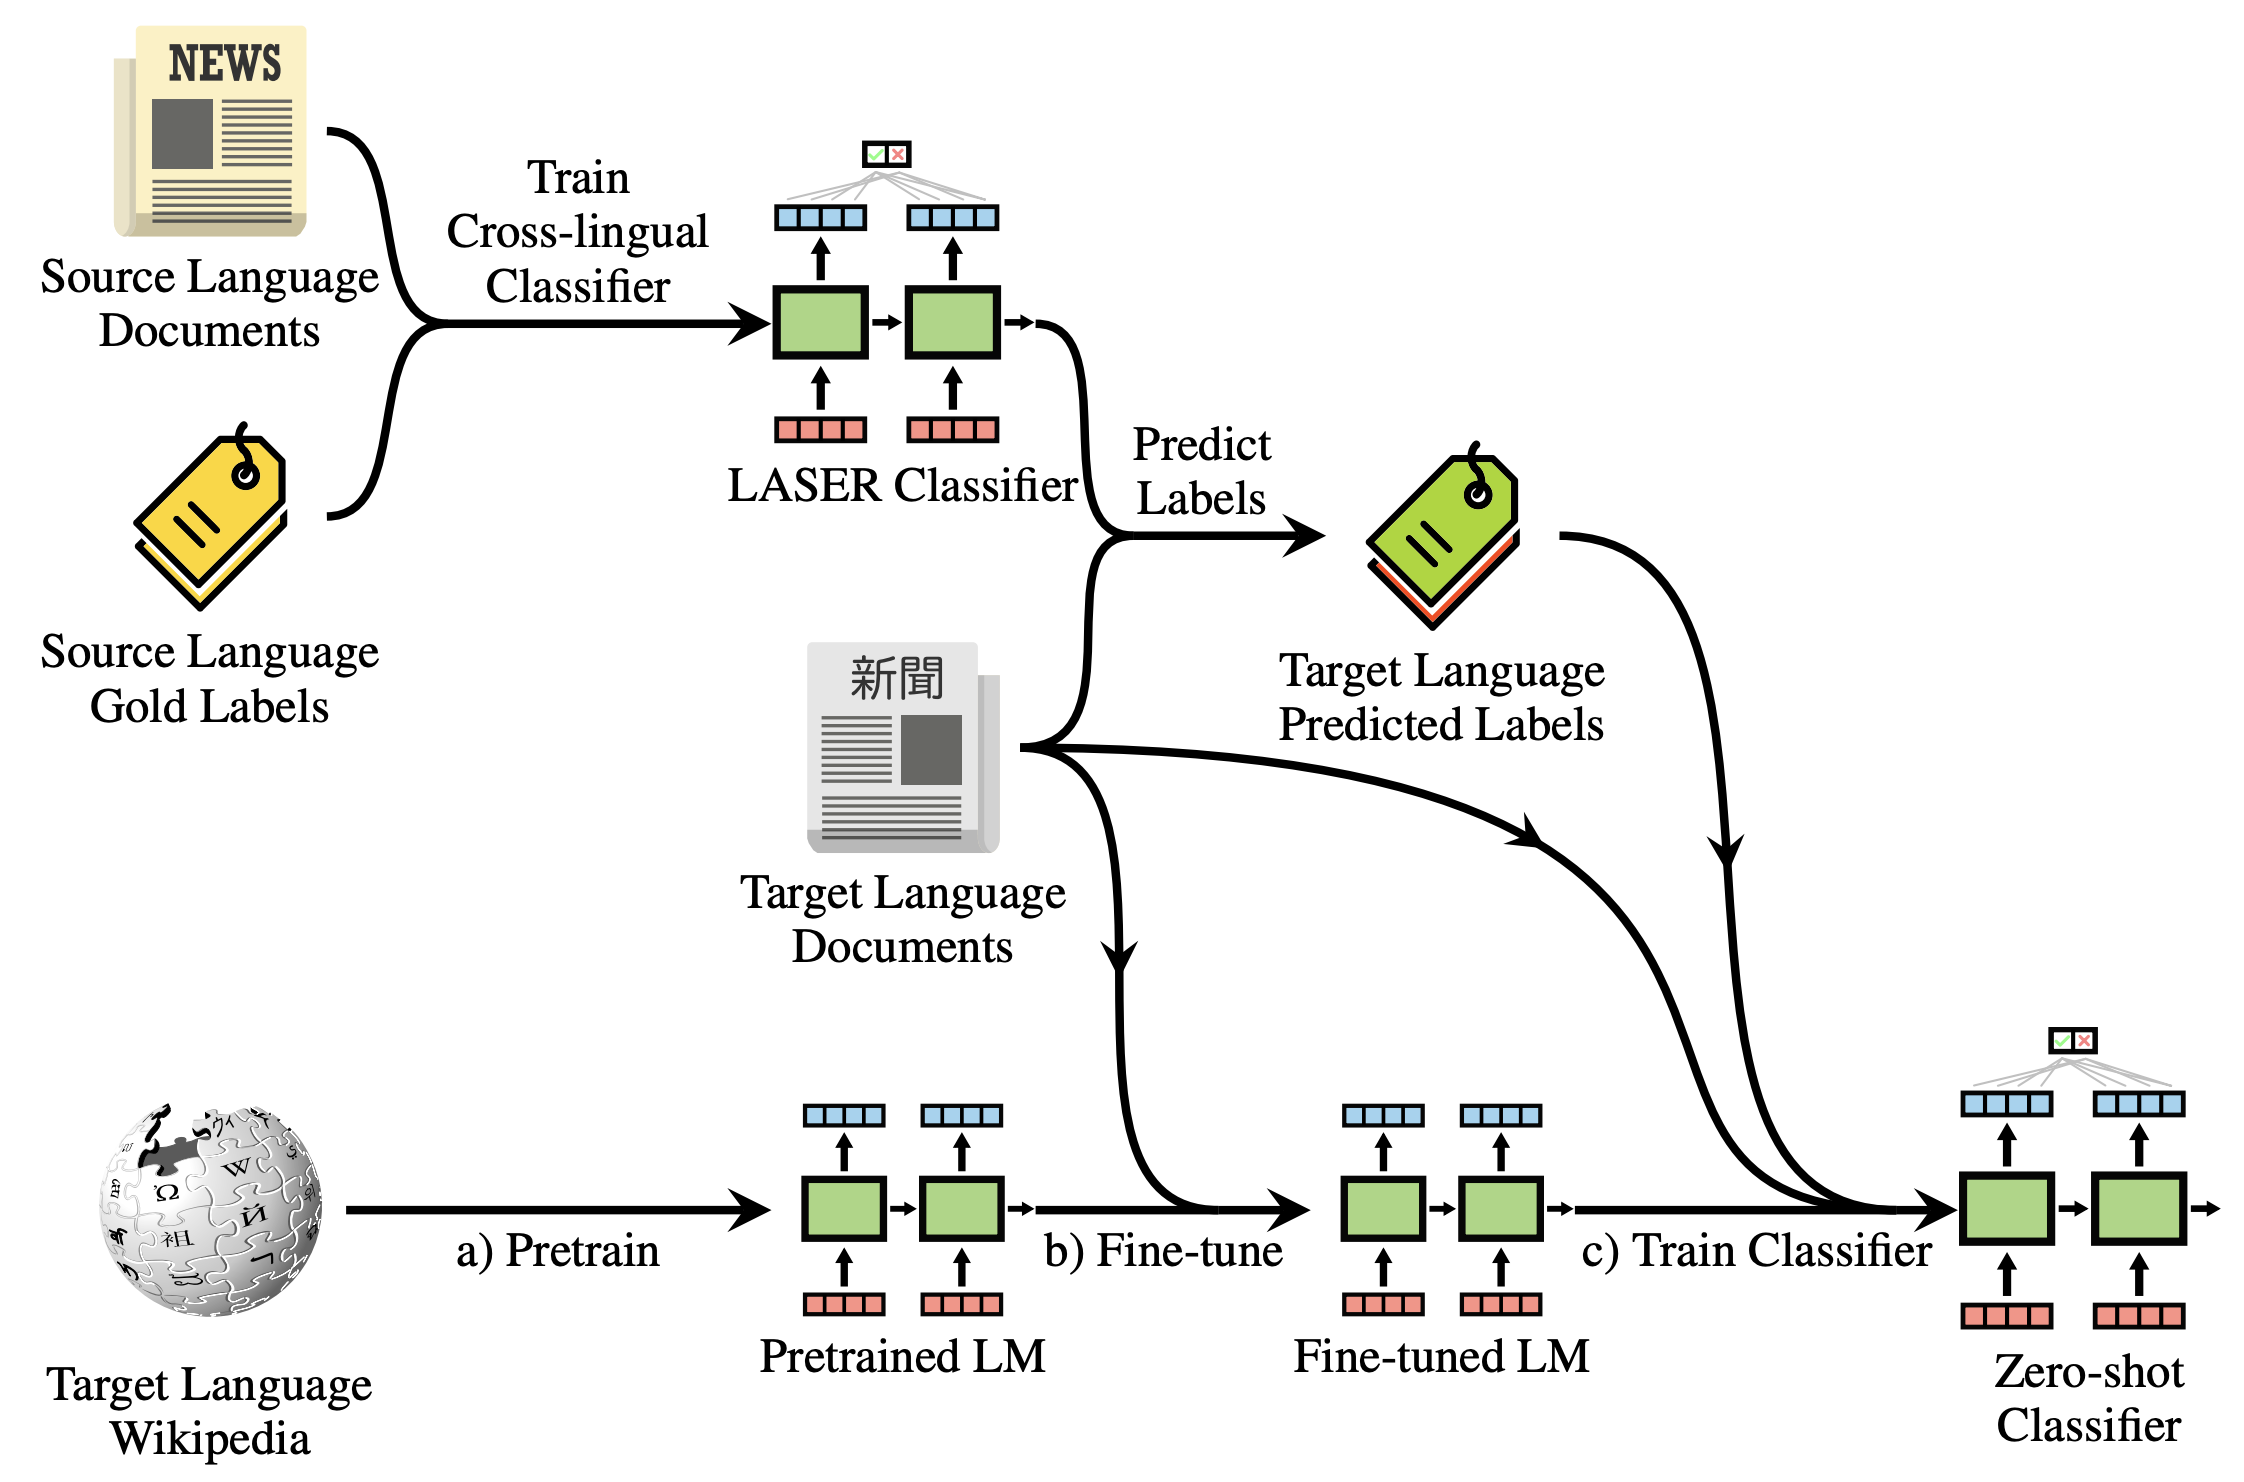 NEWS
Source Language
Documents
Train
Cross-lingual
Classifier
LASER Classifier
Source Language
Gold Labels
Predict
Labels
Target Language
Predicted Labels
新聞
Target Language
Documents
Target Language
Wikipedia
a) Pretrain
Pretrained LM
b) Fine-tune
Fine-tuned LM
c) Train Classifier
Zero-shot
Classifier
Ω
W
Й
祖